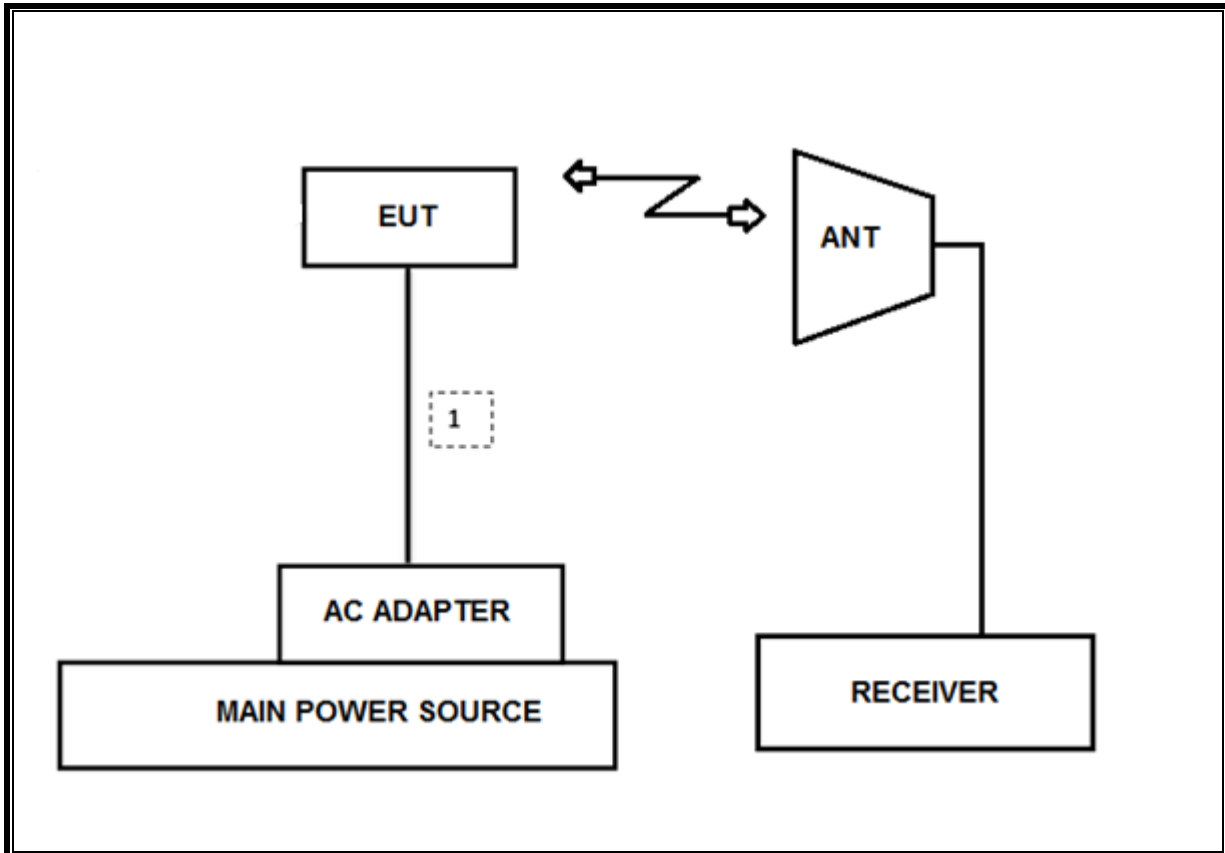 EUT
ANT
1
AC ADAPTER
MAIN POWER SOURCE
RECEIVER